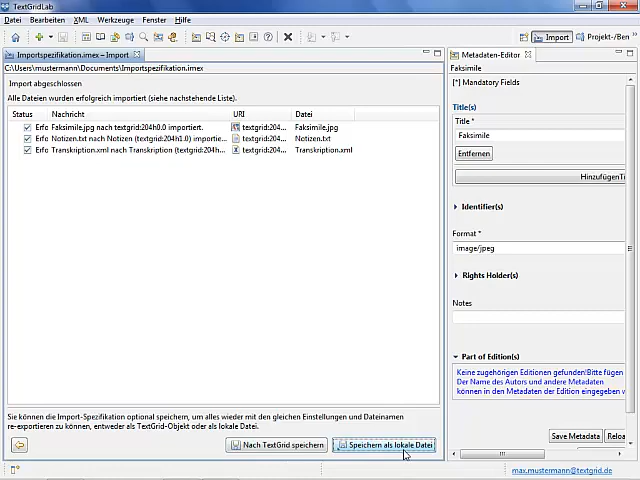 TextGridLab
Datei Bearbeiten XML Werkzeuge Fenster Hilfe
Import Projekt-/Ben
Importspezifikation.imex – Import
C:\Users\mustermann\Documents\Importspezifikation.imex
Import abgeschlossen
Alle Dateien wurden erfolgreich importiert (siehe nachstehende Liste).
Status Nachricht URI Datei
Erfo Faksimile.jpg nach textgrid:204h0.0 importiert. textgrid:204... Faksimile.jpg
Erfo Notizen.txt nach Notizen (textgrid:204h1.0) importie... textgrid:204... Notizen.txt
Erfo Transkription.xml nach Transkription (textgrid:204h... textgrid:204... Transkription.xml
Sie können die Import-Spezifikation optional speichern, um alles wieder mit den gleichen Einstellungen und Dateinamen
re-exportieren zu können, entweder als TextGrid-Objekt oder als lokale Datei.
Nach TextGrid speichern Speichern als lokale Datei
Metadaten-Editor
Faksimile
[*] Mandatory Fields
Title(s)
Title *
Faksimile
Entfernen
HinzufügenTi
Identifier(s)
Format *
image/jpeg
Rights Holder(s)
Notes
Part of Edition(s)
Keine zugehörigen Editionen gefunden!Bitte fügen
Der Name des Autors und andere Metadaten
können in den Metadaten der Edition eingegeben w
Save Metadata Reloa
max.mustermann@textgrid.de